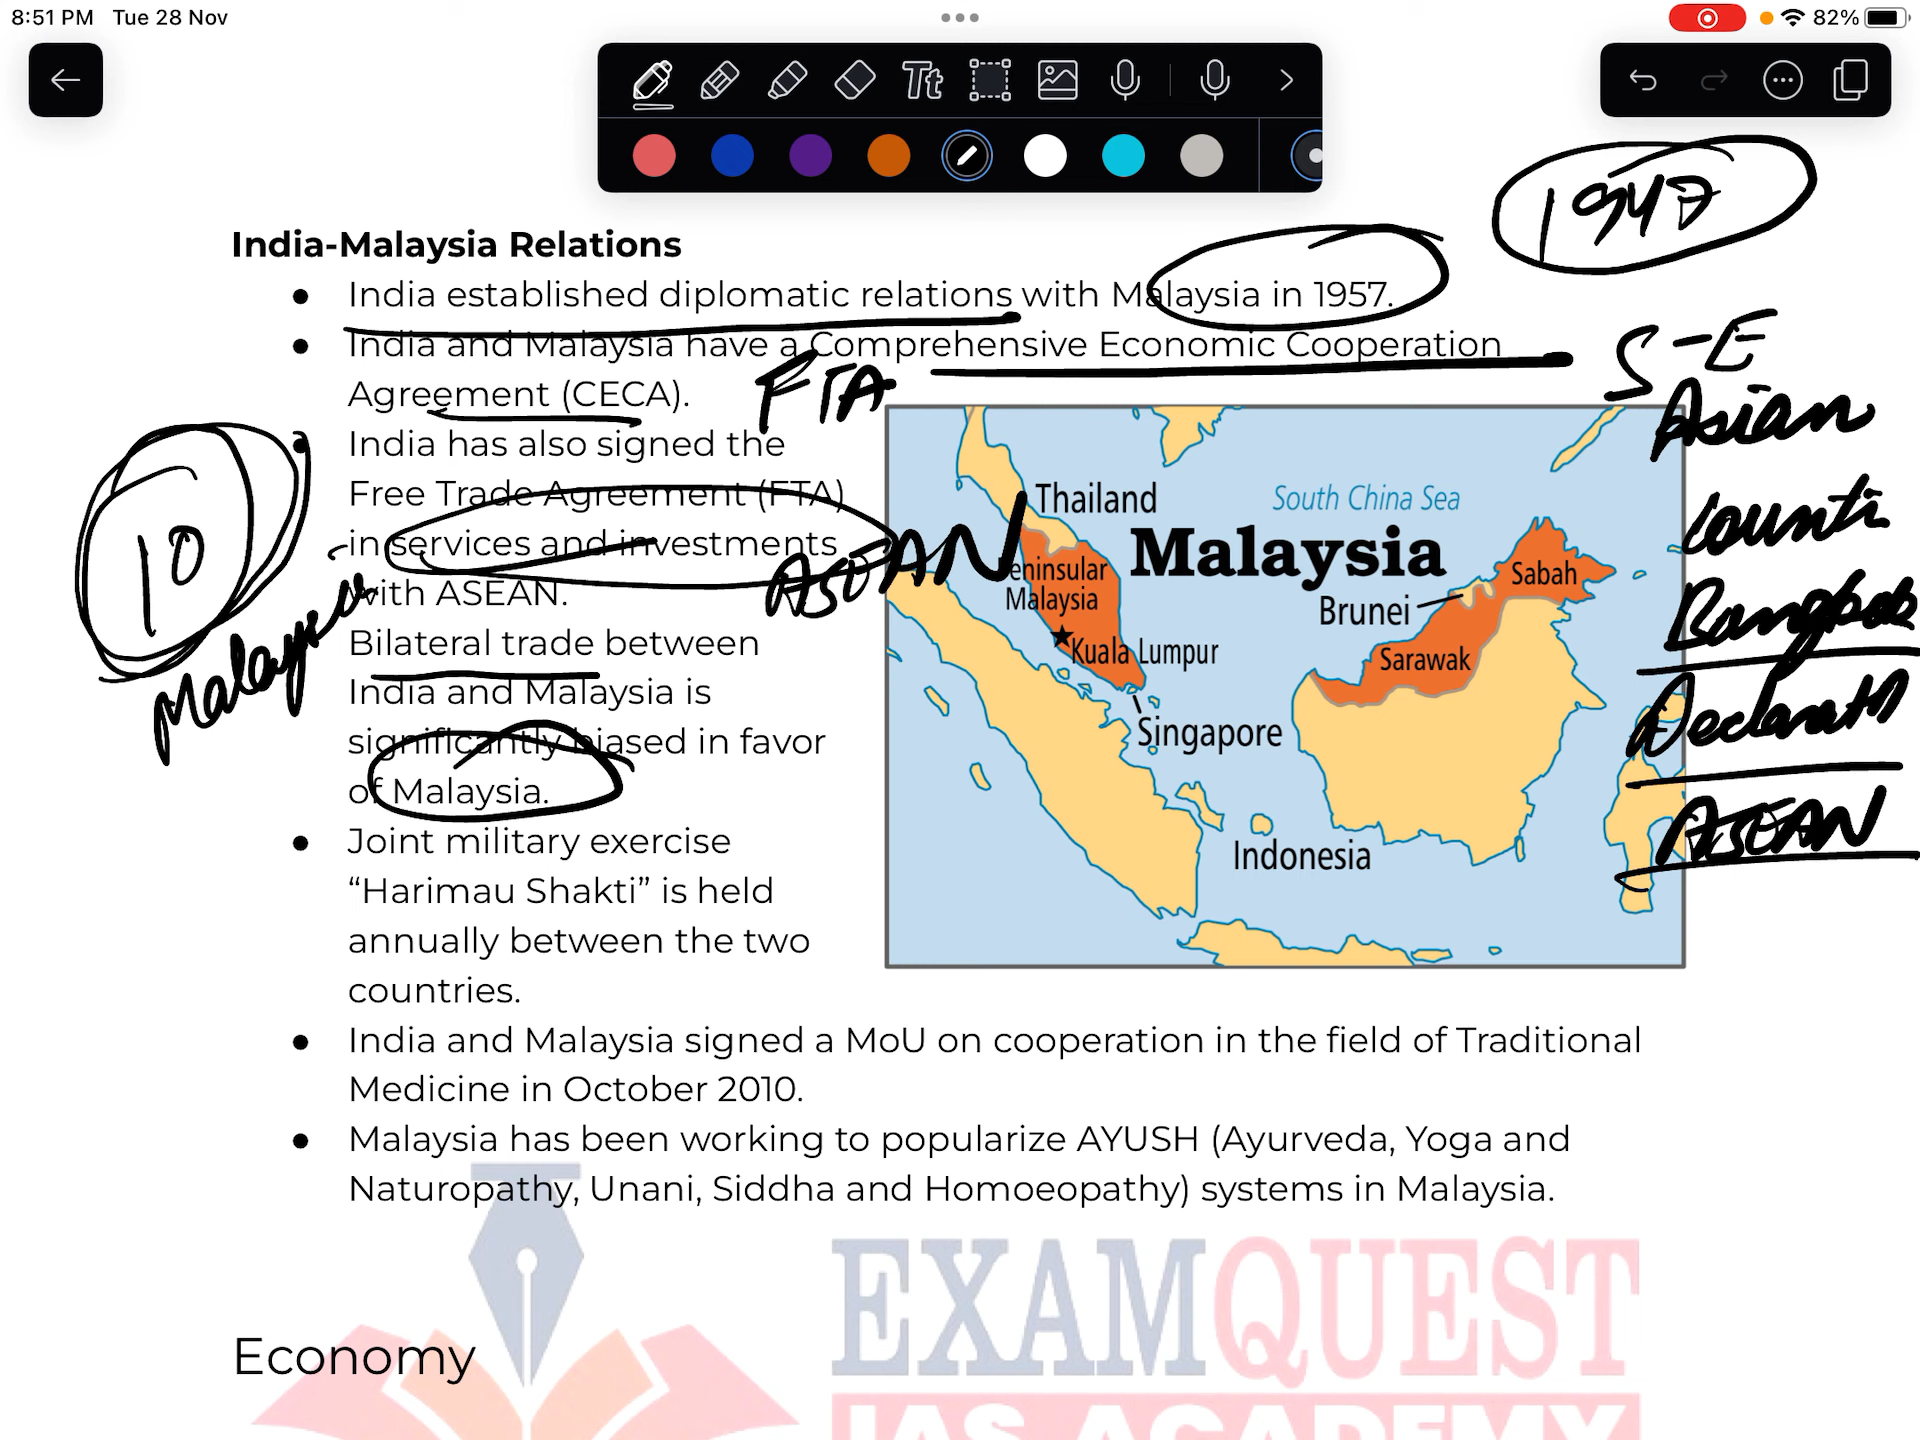 8:51 PM Tue 28 Nov
82%
Tt
1947
India-Malaysia Relations
● India established diplomatic relations with Malaysia in 1957.
● India and Malaysia have a Comprehensive Economic Cooperation
Agreement (CECA).
FTA
S-E
Asian
● India has also signed the
Free Trade Agreement (FTA)
in services and investments
with ASEAN.
ASEAN
10
Malaysia
Bilateral trade between
India and Malaysia is
significantly biased in favor
of Malaysia.
● Joint military exercise
“Harimau Shakti” is held
annually between the two
countries.
Thailand
South China Sea
Malaysia
Peninsular
Malaysia
Kuala Lumpur
Brunei
Sabah
Sarawak
Singapore
Indonesia
Bangkok
ASEAN
● India and Malaysia signed a MoU on cooperation in the field of Traditional
Medicine in October 2010.
● Malaysia has been working to popularize AYUSH (Ayurveda, Yoga and
Naturopathy, Unani, Siddha and Homoeopathy) systems in Malaysia.
EXAMQUEST
IAS ACADEMY
Economy